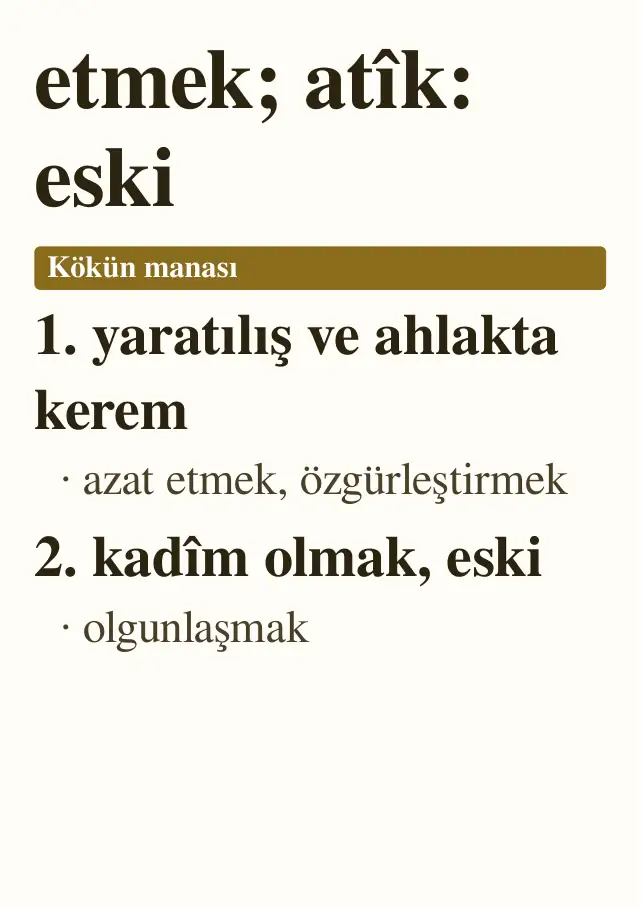 etmek; atîk:
eski
Kökün manası
1. yaratılış ve ahlakta
kerem
· azat etmek, özgürleştirmek
2. kadîm olmak, eski
· olgunlaşmak